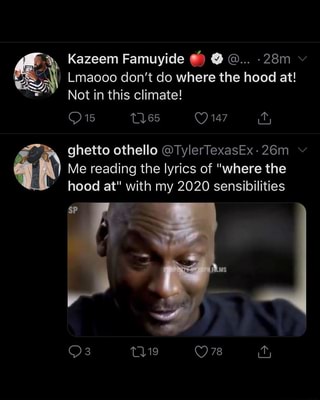 Kazeem Famuyide 🍎 @... · 28m
Lmaooo don't do where the hood at!
Not in this climate!
15 65 147
ghetto othello @TylerTexasEx · 26m
Me reading the lyrics of "where the
hood at" with my 2020 sensibilities
SP
3 19 78